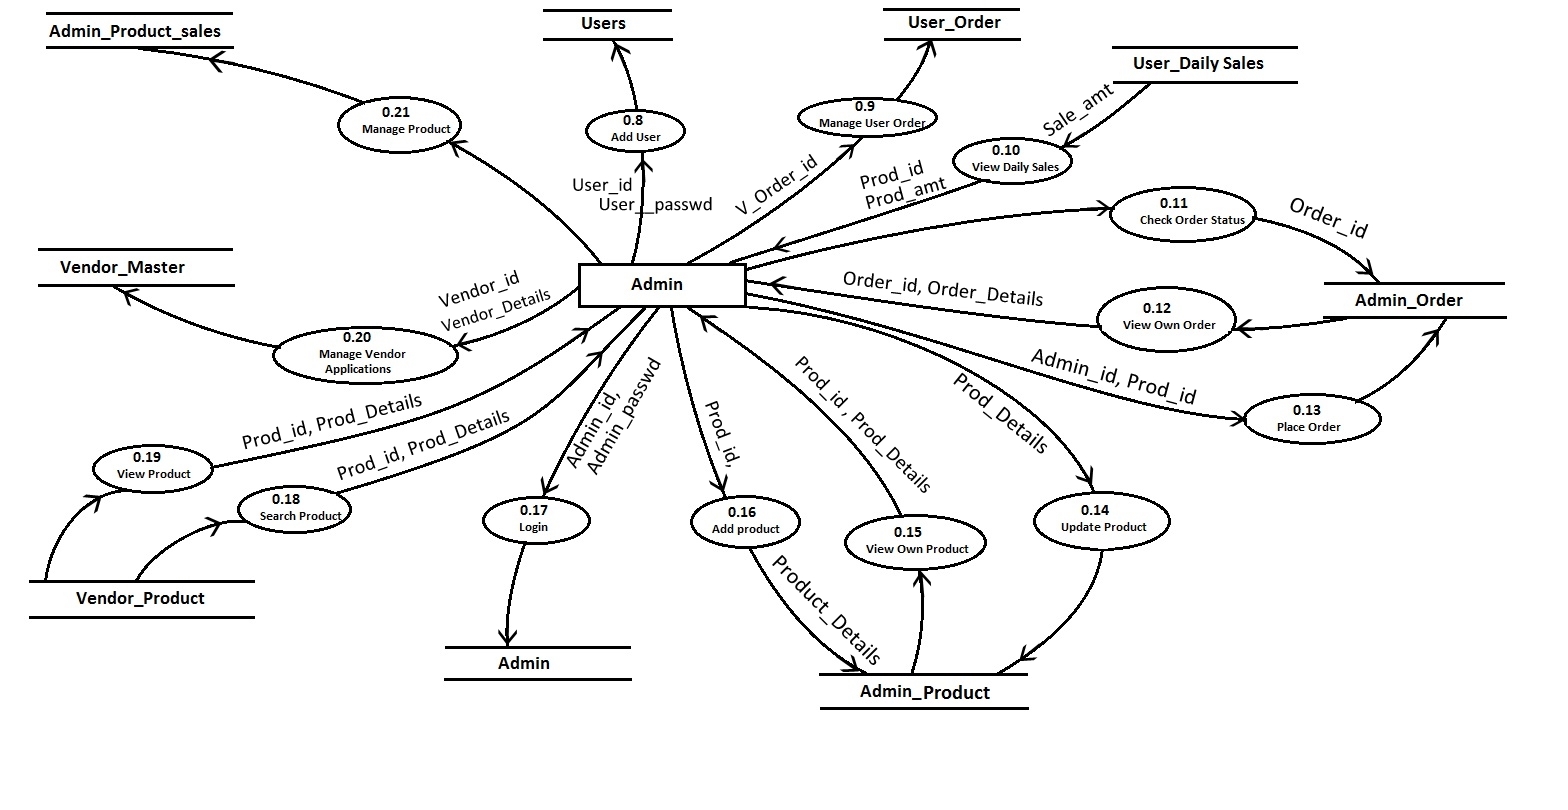 Admin_Product_sales
Users
User_Order
User_Daily Sales
0.21
Manage Product
0.8
Add User
0.9
Manage User Order
Sale_amt
0.10
View Daily Sales
User_id
User__passwd
V_Order_id
Prod_id
Prod_amt
0.11
Check Order Status
Order_id
Vendor_Master
Admin
Vendor_id
Vendor_Details
Order_id, Order_Details
Admin_Order
0.12
View Own Order
0.20
Manage Vendor
Applications
Admin_id, Prod_id
0.13
Place Order
Prod_id, Prod_Details
Prod_id, Prod_Details
Admin_id,
Admin_passwd
Prod_id,
Prod_id , Prod_Details
Prod_Details
0.19
View Product
0.18
Search Product
0.17
Login
0.16
Add product
0.15
View Own Product
0.14
Update Product
Vendor_Product
Product_Details
Admin
Admin_Product